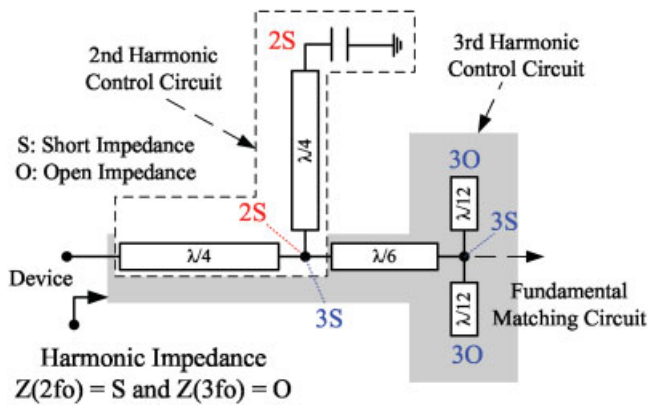 2S
2nd Harmonic
Control Circuit
3rd Harmonic
Control Circuit
S: Short Impedance
O: Open Impedance
λ/4
3O
λ/12
2S
3S
λ/4
λ/6
Device
3S
λ/12
Fundamental
Matching Circuit
3O
Harmonic Impedance
Z(2fo) = S and Z(3fo) = O